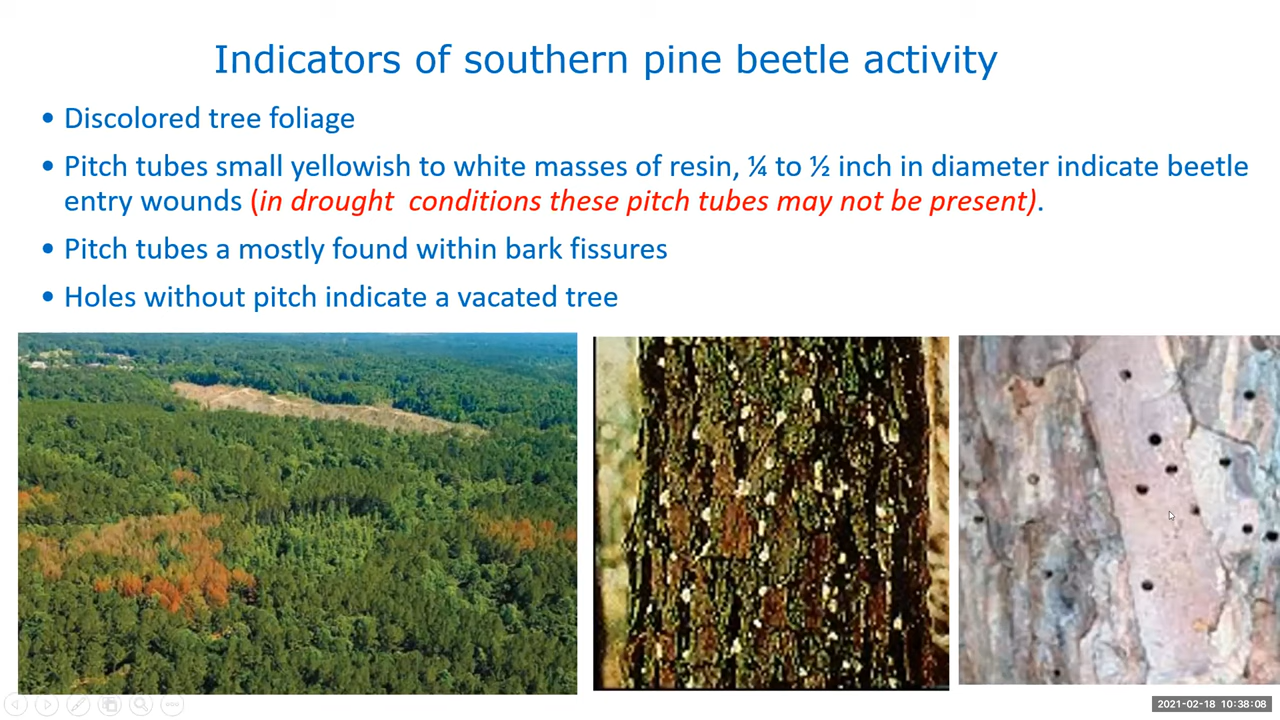 Indicators of southern pine beetle activity
• Discolored tree foliage
• Pitch tubes small yellowish to white masses of resin, ¼ to ½ inch in diameter indicate beetle
entry wounds (in drought  conditions these pitch tubes may not be present).
• Pitch tubes a mostly found within bark fissures
• Holes without pitch indicate a vacated tree
2021-02-18 10:38:08